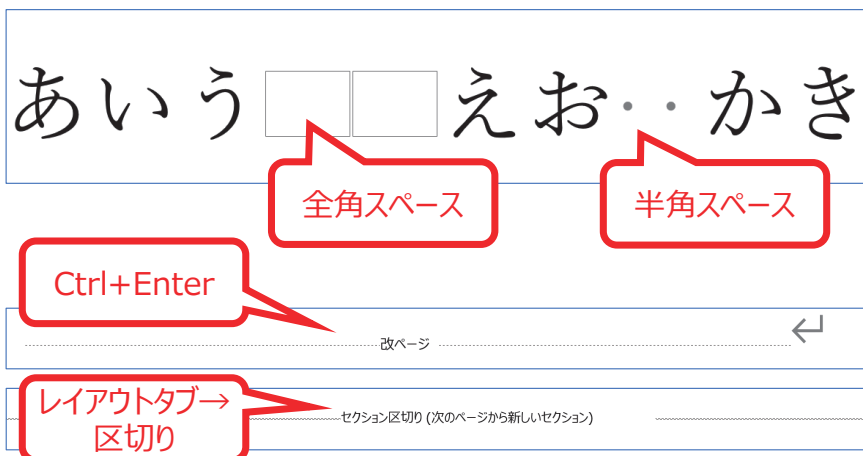 あいう□□えお··かき
全角スペース
半角スペース
Ctrl+Enter
改ページ
レイアウトタブ→
区切り
セクション区切り (次のページから新しいセクション)